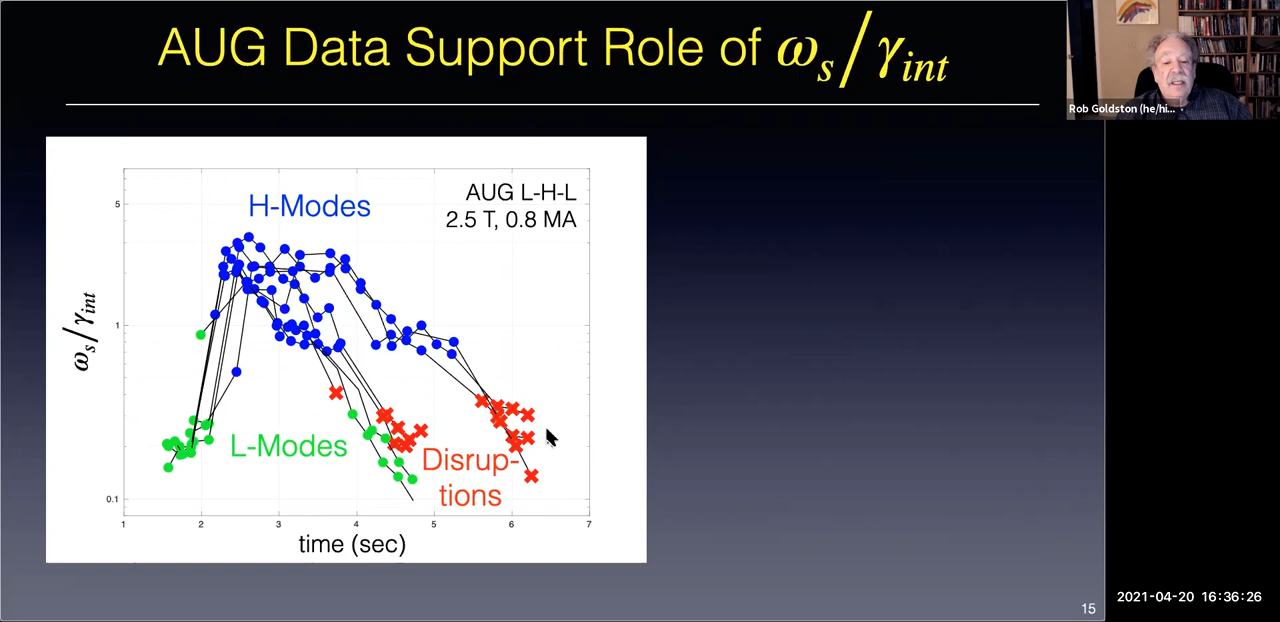 AUG Data Support Role of ωs/γint
Rob Goldston (he/hi...
H-Modes
AUG L-H-L
2.5 T, 0.8 MA
5
1
0.1
ωs/γint
L-Modes
Disrup-
tions
1 2 3 4 5 6 7
time (sec)
15
2021-04-20 16:36:26